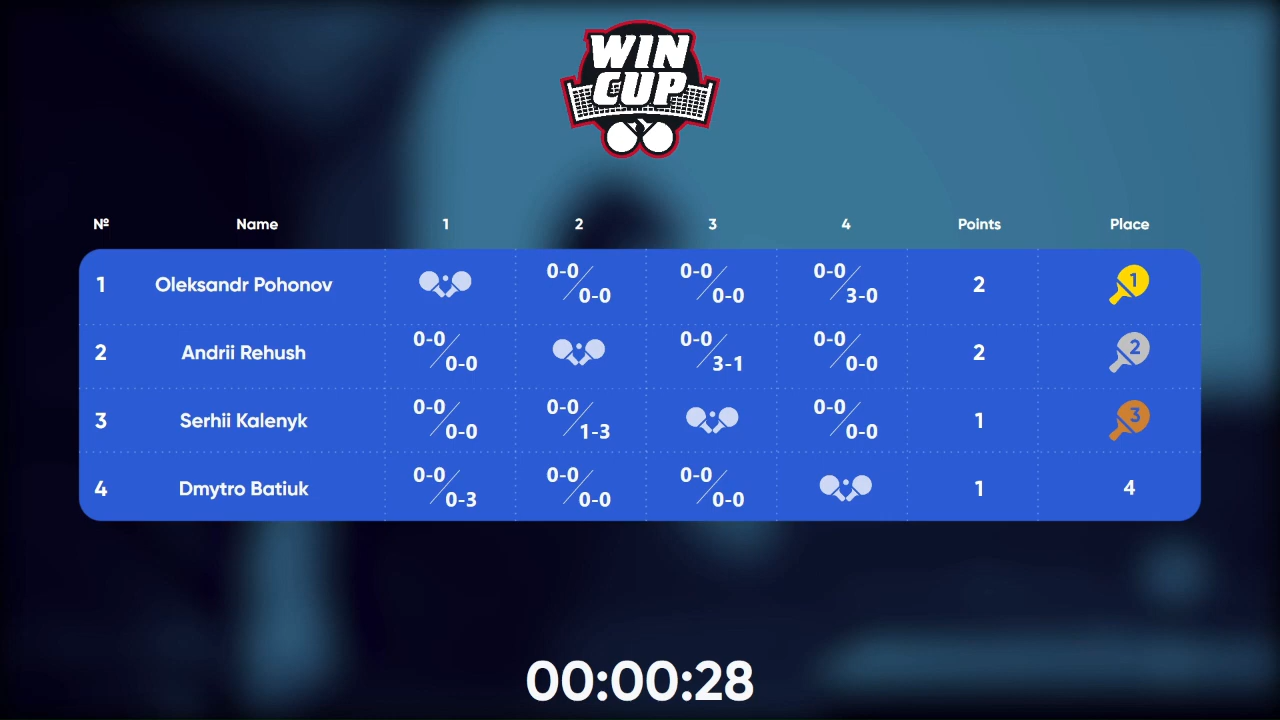 WIN
CUP
№ Name 1 2 3 4 Points Place
1 Oleksandr Pohonov 0-0/0-0 0-0/0-0 0-0/3-0 2 1
2 Andrii Rehush 0-0/0-0 0-0/3-1 0-0/0-0 2 2
3 Serhii Kalenyk 0-0/0-0 0-0/1-3 0-0/0-0 1 3
4 Dmytro Batiuk 0-0/0-3 0-0/0-0 0-0/0-0 1 4
00:00:28